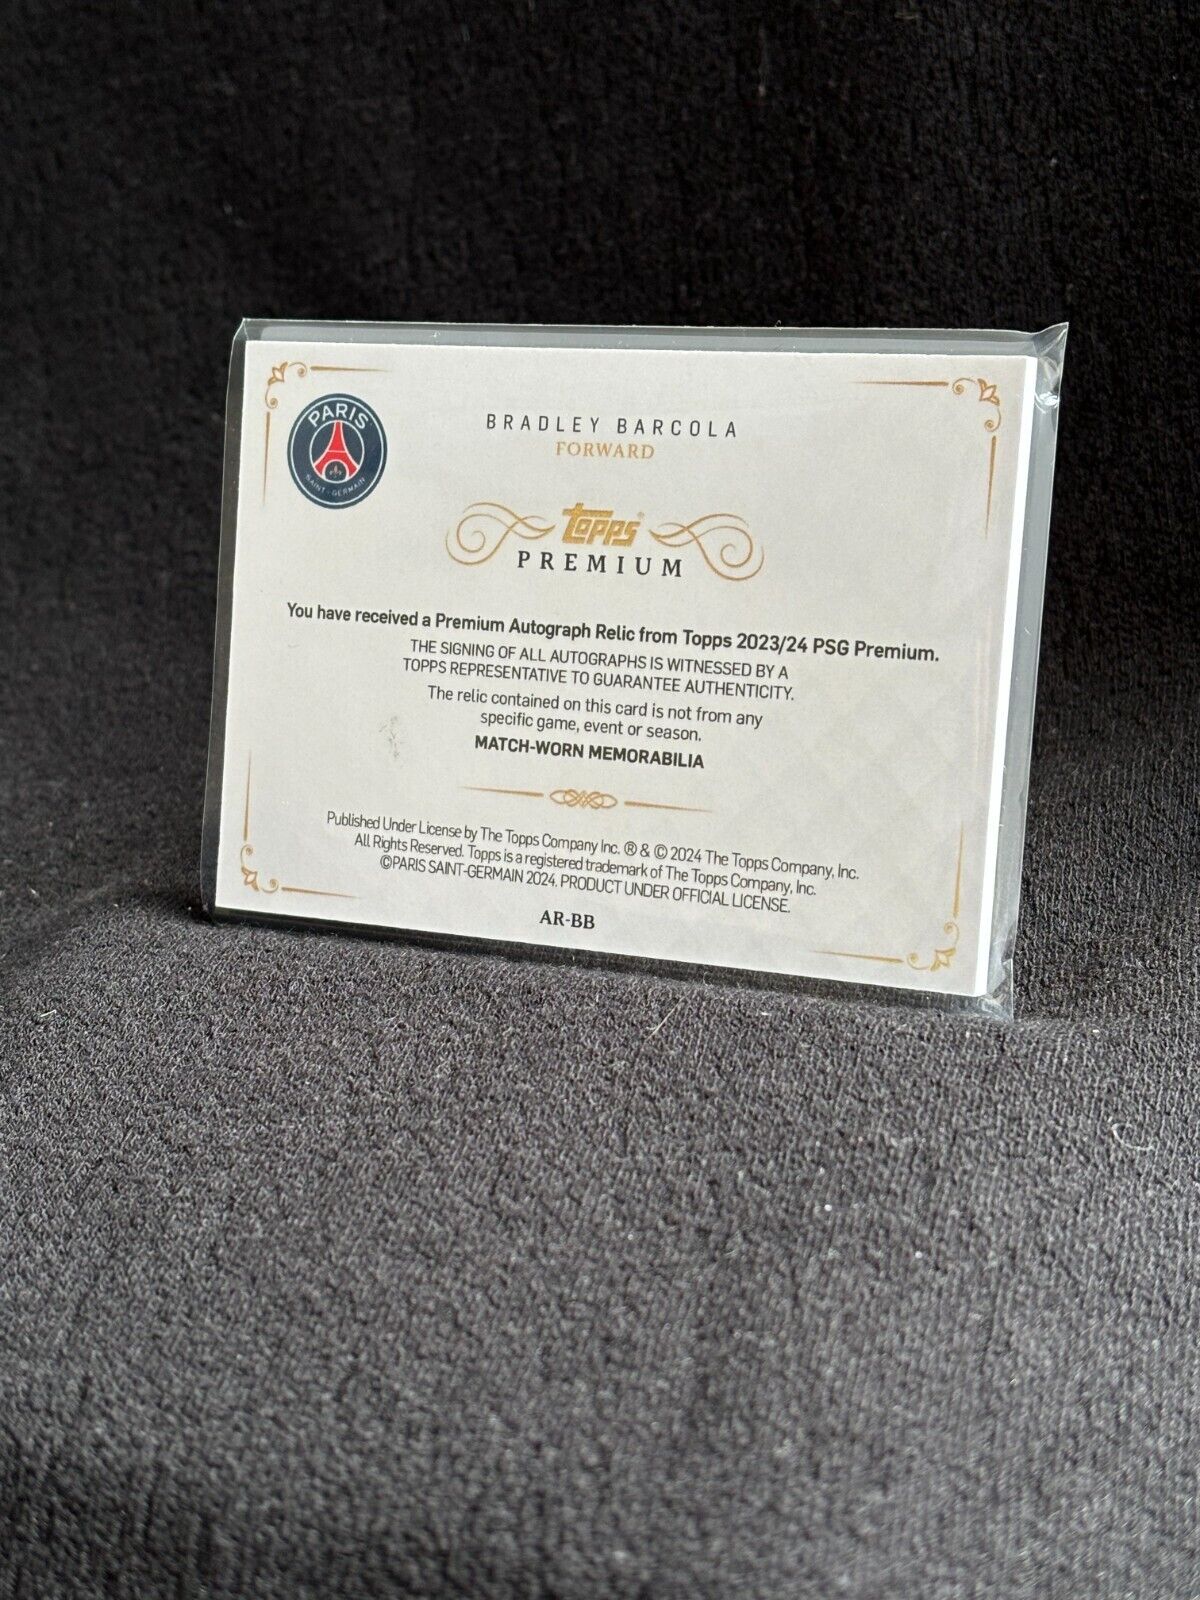 PARIS
SAINT-GERMAIN
BRADLEY BARCOLA
FORWARD
Topps®
PREMIUM
You have received a Premium Autograph Relic from Topps 2023/24 PSG Premium.
THE SIGNING OF ALL AUTOGRAPHS IS WITNESSED BY A
TOPPS REPRESENTATIVE TO GUARANTEE AUTHENTICITY.
The relic contained on this card is not from any
specific game, event or season.
MATCH-WORN MEMORABILIA
Published Under License by The Topps Company Inc. ® & © 2024 The Topps Company, Inc.
All Rights Reserved. Topps is a registered trademark of The Topps Company, Inc.
©PARIS SAINT-GERMAIN 2024. PRODUCT UNDER OFFICIAL LICENSE.
AR-BB